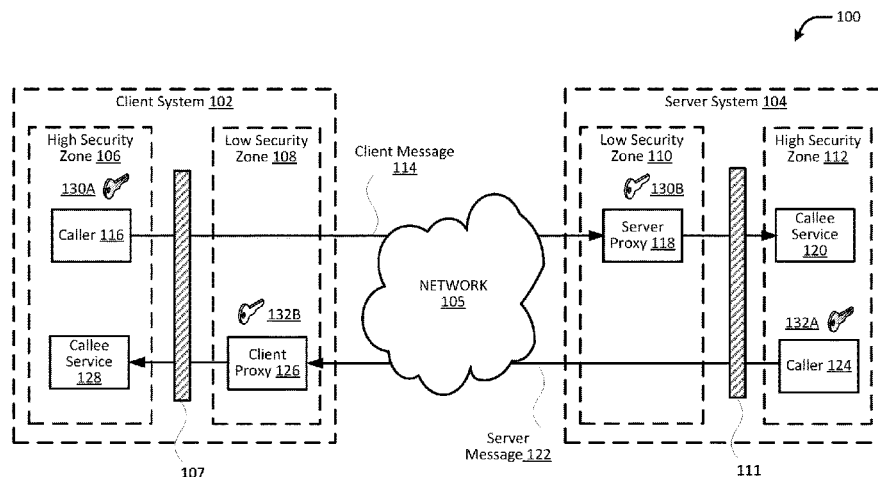 100
Client System 102
Server System 104
High Security
Zone 106
Low Security
Zone 108
Client Message
114
Low Security
Zone 110
High Security
Zone 112
130A
130B
Caller 116
Server
Proxy 118
Callee
Service
120
NETWORK
105
132B
132A
Callee
Service
128
Client
Proxy 126
Caller 124
Server
Message 122
107
111